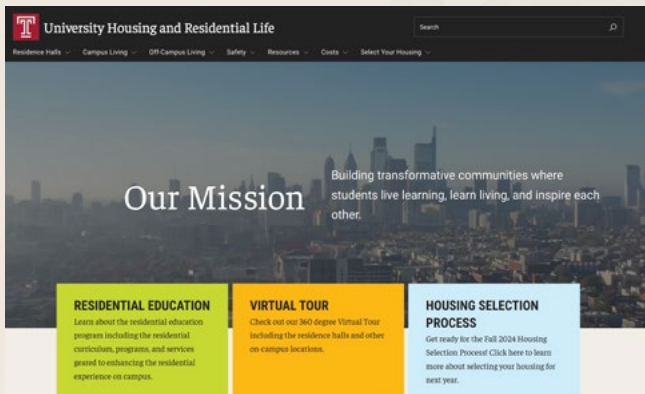 University Housing and Residential Life
Search
Residence Halls Campus Living Off-Campus Living Safety Resources Costs Select Your Housing
Our Mission
Building transformative communities where
students live learning, learn living, and inspire each
other.
RESIDENTIAL EDUCATION
Learn about the residential education
program including the residential
curriculum, programs, and services
geared to enhancing the residential
experience on campus.
VIRTUAL TOUR
Check out our 360 degree Virtual Tour
including the residence halls and other
on-campus locations.
HOUSING SELECTION
PROCESS
Get ready for the Fall 2024 Housing
Selection Process! Click here to learn
more about selecting your housing for
next year.